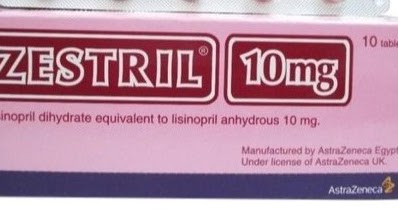 10
ZESTRIL® 10mg
inopril dihydrate equivalent to lisinopril anhydrous 10 mg.
Manufactured by AstraZeneca Egypt
Under license of AstraZeneca UK.
AstraZeneca